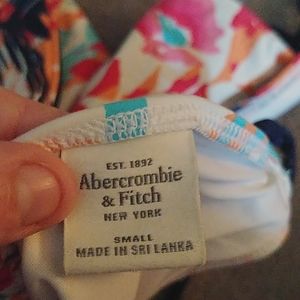 EST. 1892
Abercrombie
& Fitch
NEW YORK
SMALL
MADE IN SRI LANKA